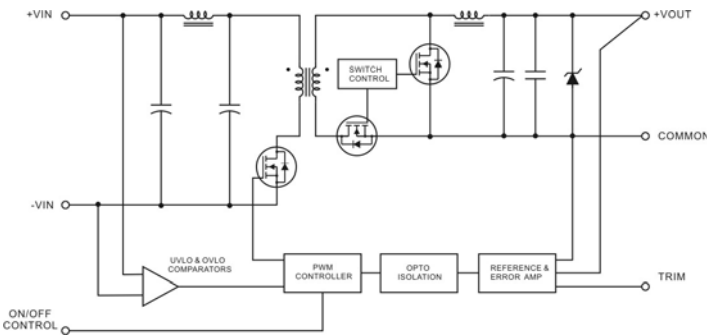 +VIN
+VOUT
SWITCH
CONTROL
COMMON
-VIN
UVLO & OVLO
COMPARATORS
PWM
CONTROLLER
OPTO
ISOLATION
REFERENCE &
ERROR AMP
TRIM
ON/OFF
CONTROL